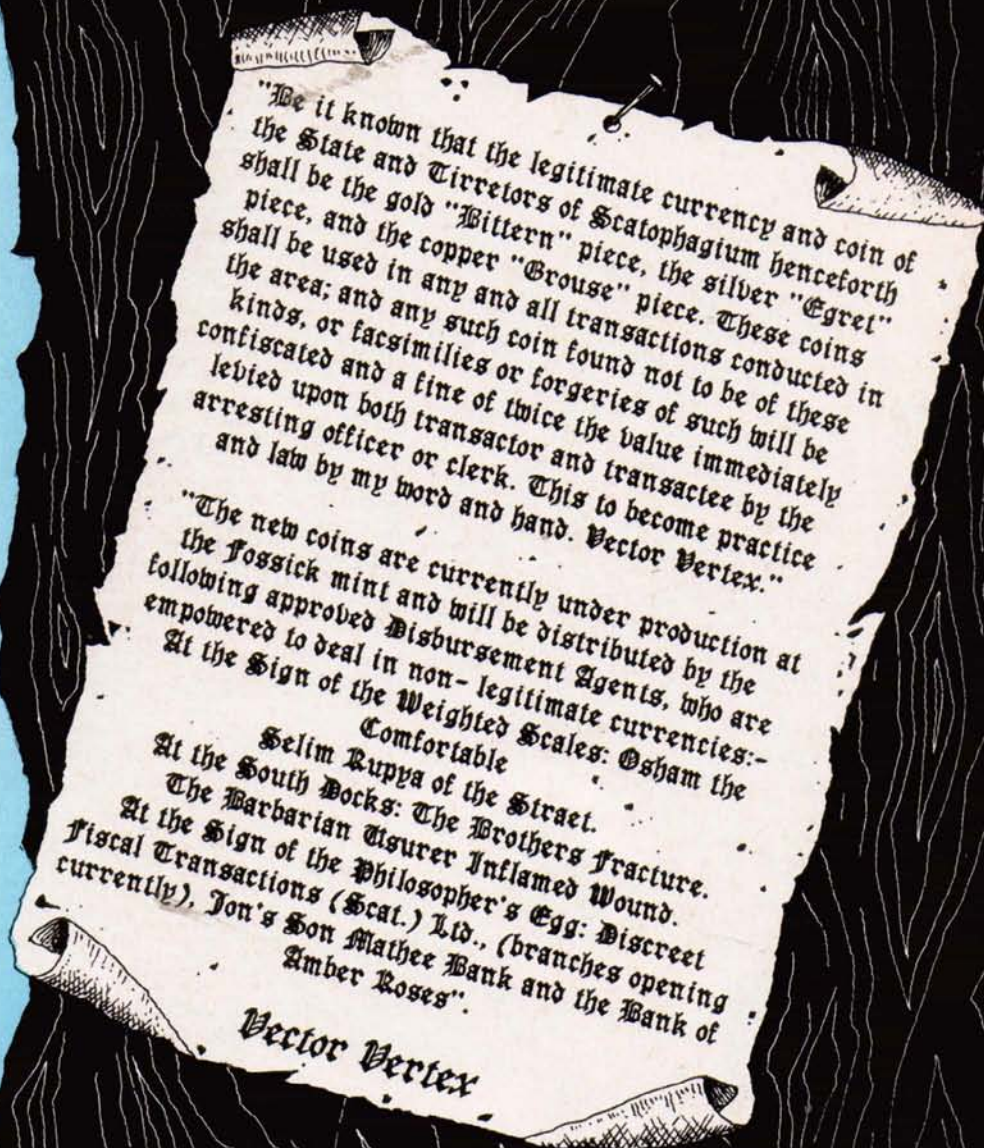 "Be it known that the legitimate currency and coin of
the State and Tirretors of Scatophagium henceforth
shall be the gold "Bittern" piece, the silver "Egret"
piece, and the copper "Grouse" piece. These coins
shall be used in any and all transactions conducted in
the area; and any such coin found not to be of these
kinds, or facsimilies or forgeries of such will be
confiscated and a fine of twice the value immediately
levied upon both transactor and transactee by the
arresting officer or clerk. This to become practice
and law by my word and hand. Vector Vertex."
"The new coins are currently under production at
the Fossick mint and will be distributed by the
following approved Disbursement Agents, who are
empowered to deal in non- legitimate currencies:-
At the Sign of the Weighted Scales: Osham the
Comfortable
Selim Rupya of the Straet.
At the South Docks: The Brothers Fracture.
The Barbarian Usurer Inflamed Wound.
At the Sign of the Philosopher's Egg: Discreet
Fiscal Transactions (Scat.) Ltd., (branches opening
currently), Jon's Son Mathee Bank and the Bank of
Amber Roses".
Vector Vertex